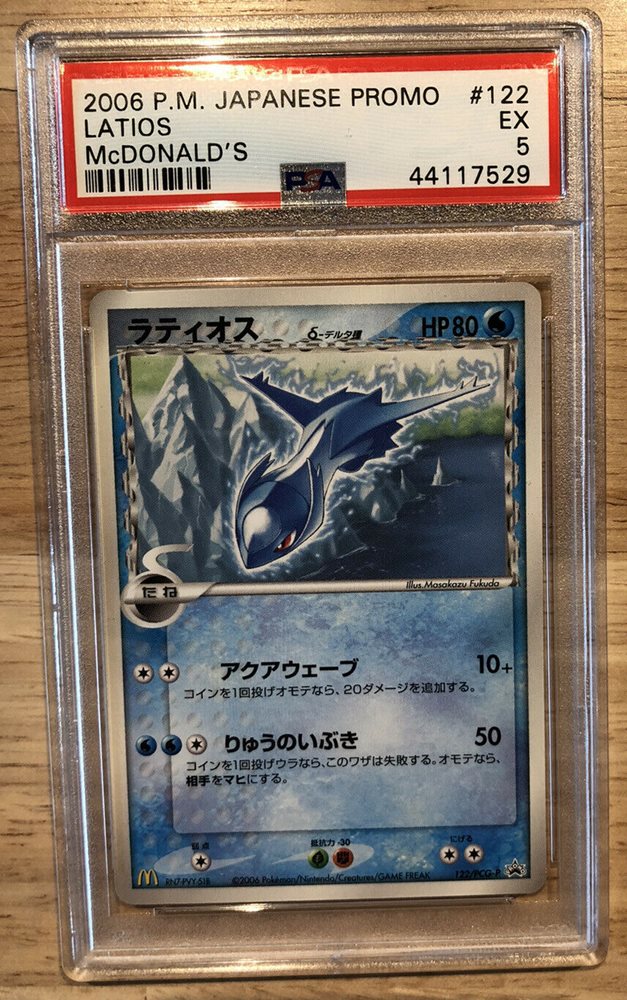 2006 P.M. JAPANESE PROMO #122
LATIOS EX
McDONALD'S 5
PSA 44117529
ラティオス δ-デルタ種 HP80
Illus. Masakazu Fukuda
たね
アクアウェーブ 10+
コインを1回投げオモテなら、20ダメージを追加する。
りゅうのいぶき 50
コインを1回投げウラなら、このワザは失敗する。オモテなら、
相手をマヒにする。
弱点 抵抗力 -30 にげる
RN7-PVY-51B ©2006 Pokémon/Nintendo/Creatures/GAME FREAK 122/PCG-P